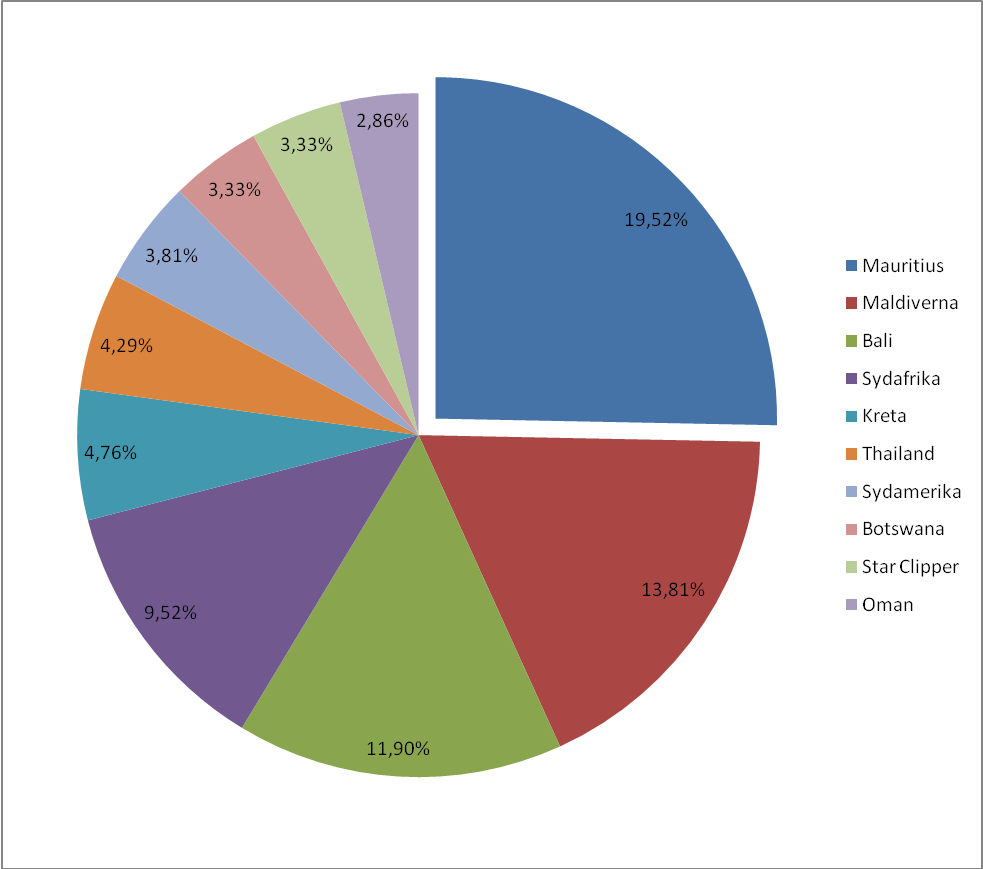 2,86%
3,33%
3,33%
19,52%
3,81%
4,29%
4,76%
13,81%
9,52%
11,90%
Mauritius
Maldiverna
Bali
Sydafrika
Kreta
Thailand
Sydamerika
Botswana
Star Clipper
Oman